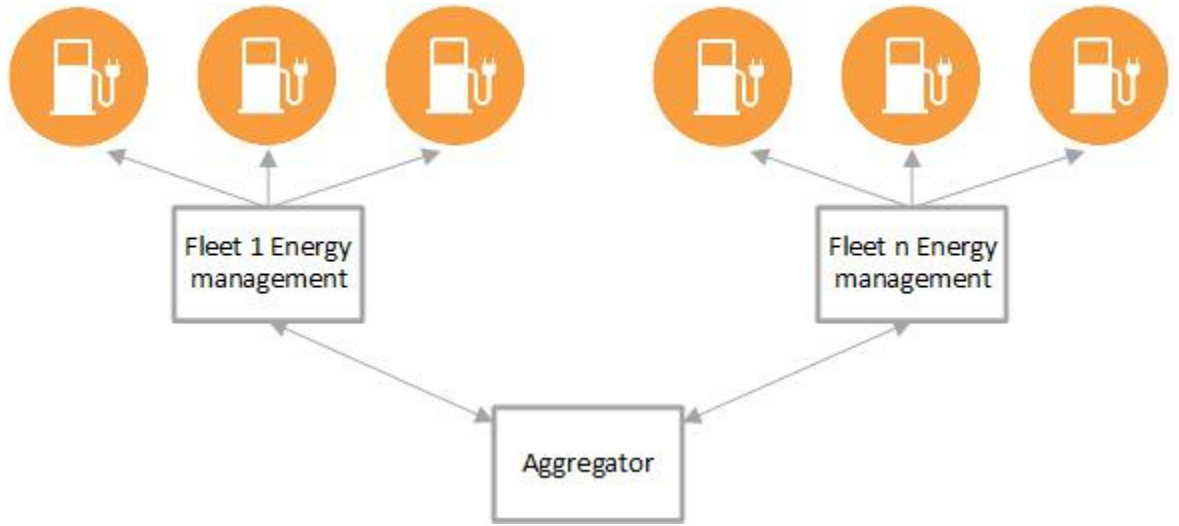 Fleet 1 Energy
management
Fleet n Energy
management
Aggregator